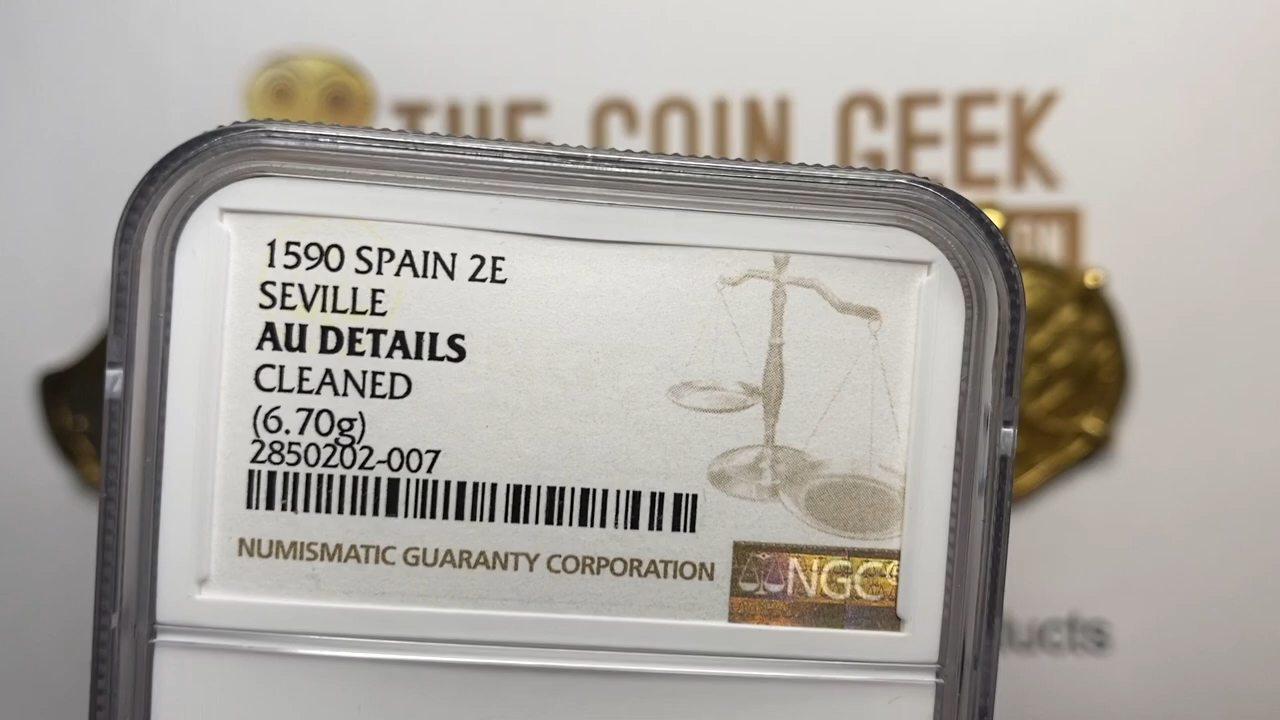 THE COIN GEEK
1590 SPAIN 2E
SEVILLE
AU DETAILS
CLEANED
(6.70g)
2850202-007
NUMISMATIC GUARANTY CORPORATION
NGC